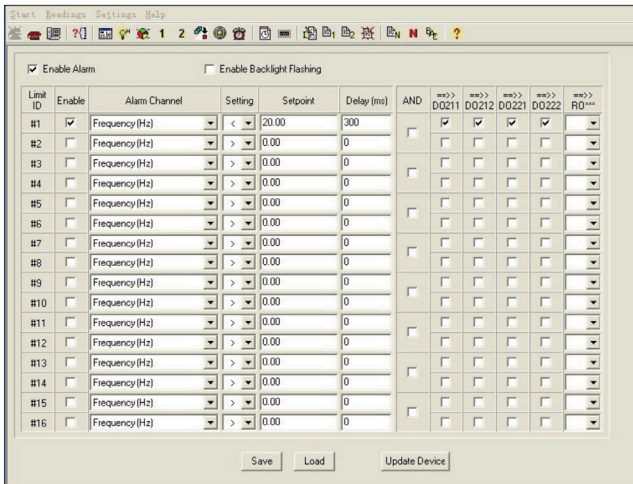 Start Readings Settings Help
?{} 1 2 N N ?
Enable Alarm Enable Backlight Flashing
Limit ID Enable Alarm Channel Setting Setpoint Delay (ms) AND ==>> DO211 ==>> DO212 ==>> DO221 ==>> DO222 ==>> RO***
#1 Frequency (Hz) < 20.00 300
#2 Frequency (Hz) > 0.00 0
#3 Frequency (Hz) > 0.00 0
#4 Frequency (Hz) > 0.00 0
#5 Frequency (Hz) > 0.00 0
#6 Frequency (Hz) > 0.00 0
#7 Frequency (Hz) > 0.00 0
#8 Frequency (Hz) > 0.00 0
#9 Frequency (Hz) > 0.00 0
#10 Frequency (Hz) > 0.00 0
#11 Frequency (Hz) > 0.00 0
#12 Frequency (Hz) > 0.00 0
#13 Frequency (Hz) > 0.00 0
#14 Frequency (Hz) > 0.00 0
#15 Frequency (Hz) > 0.00 0
#16 Frequency (Hz) > 0.00 0
Save Load Update Device